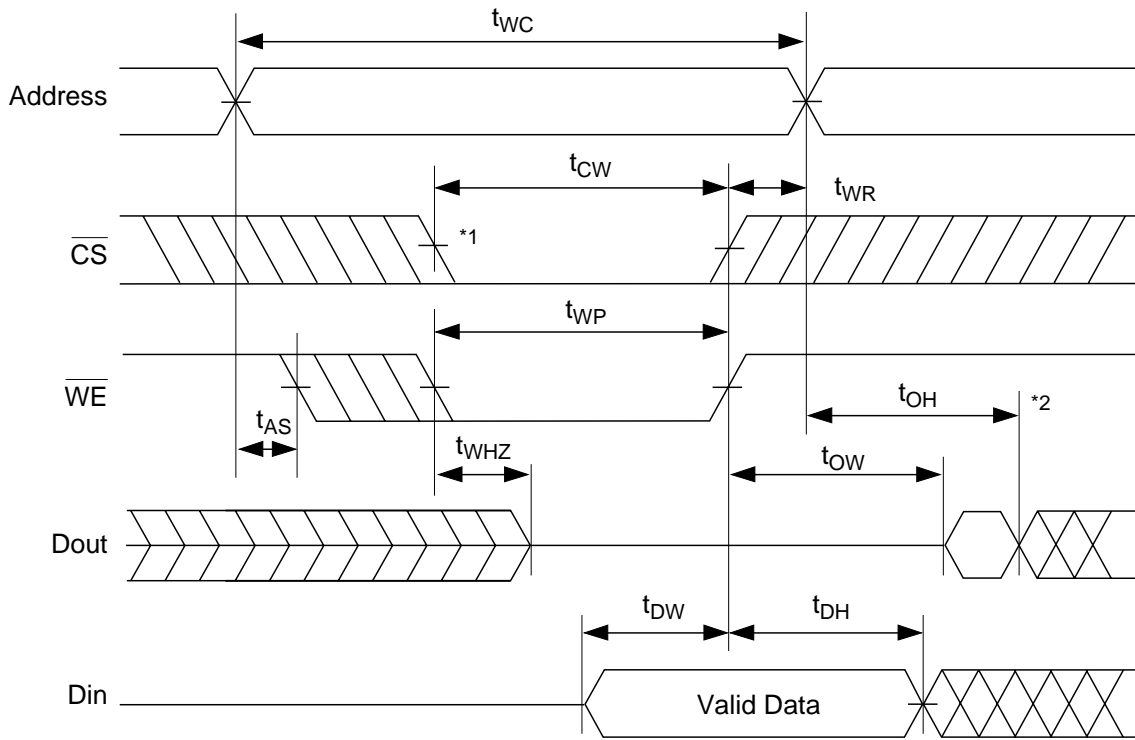 tWC
Address
tCW
tWR
CS
*1
tWP
WE
tOH
*2
tAS
tWHZ
tOW
Dout
tDW
tDH
Din
Valid Data